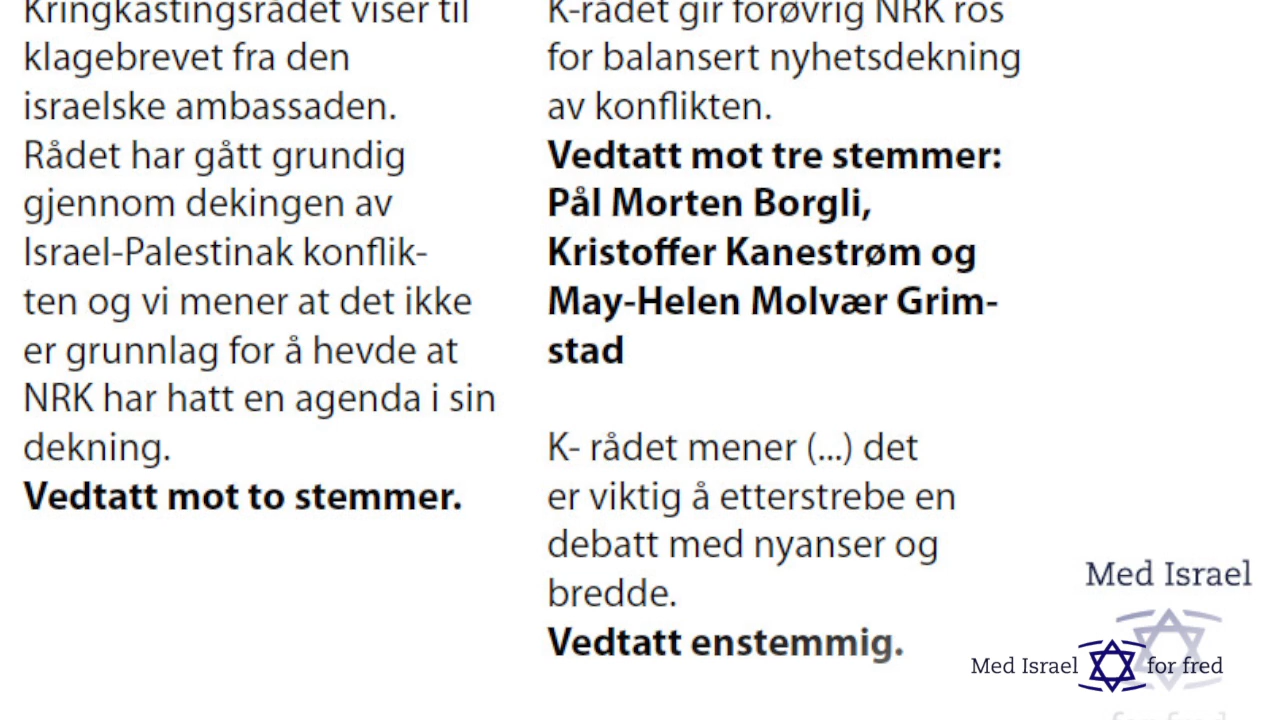 Kringkastingsrådet viser til
klagebrevet fra den
israelske ambassaden.
Rådet har gått grundig
gjennom dekingen av
Israel-Palestinak konflik-
ten og vi mener at det ikke
er grunnlag for å hevde at
NRK har hatt en agenda i sin
dekning.
Vedtatt mot to stemmer.
K-rådet gir forøvrig NRK ros
for balansert nyhetsdekning
av konflikten.
Vedtatt mot tre stemmer:
Pål Morten Borgli,
Kristoffer Kanestrøm og
May-Helen Molvær Grim-
stad
K- rådet mener (...) det
er viktig å etterstrebe en
debatt med nyanser og
bredde.
Vedtatt enstemmig.
Med Israel
Med Israel for fred
for fred